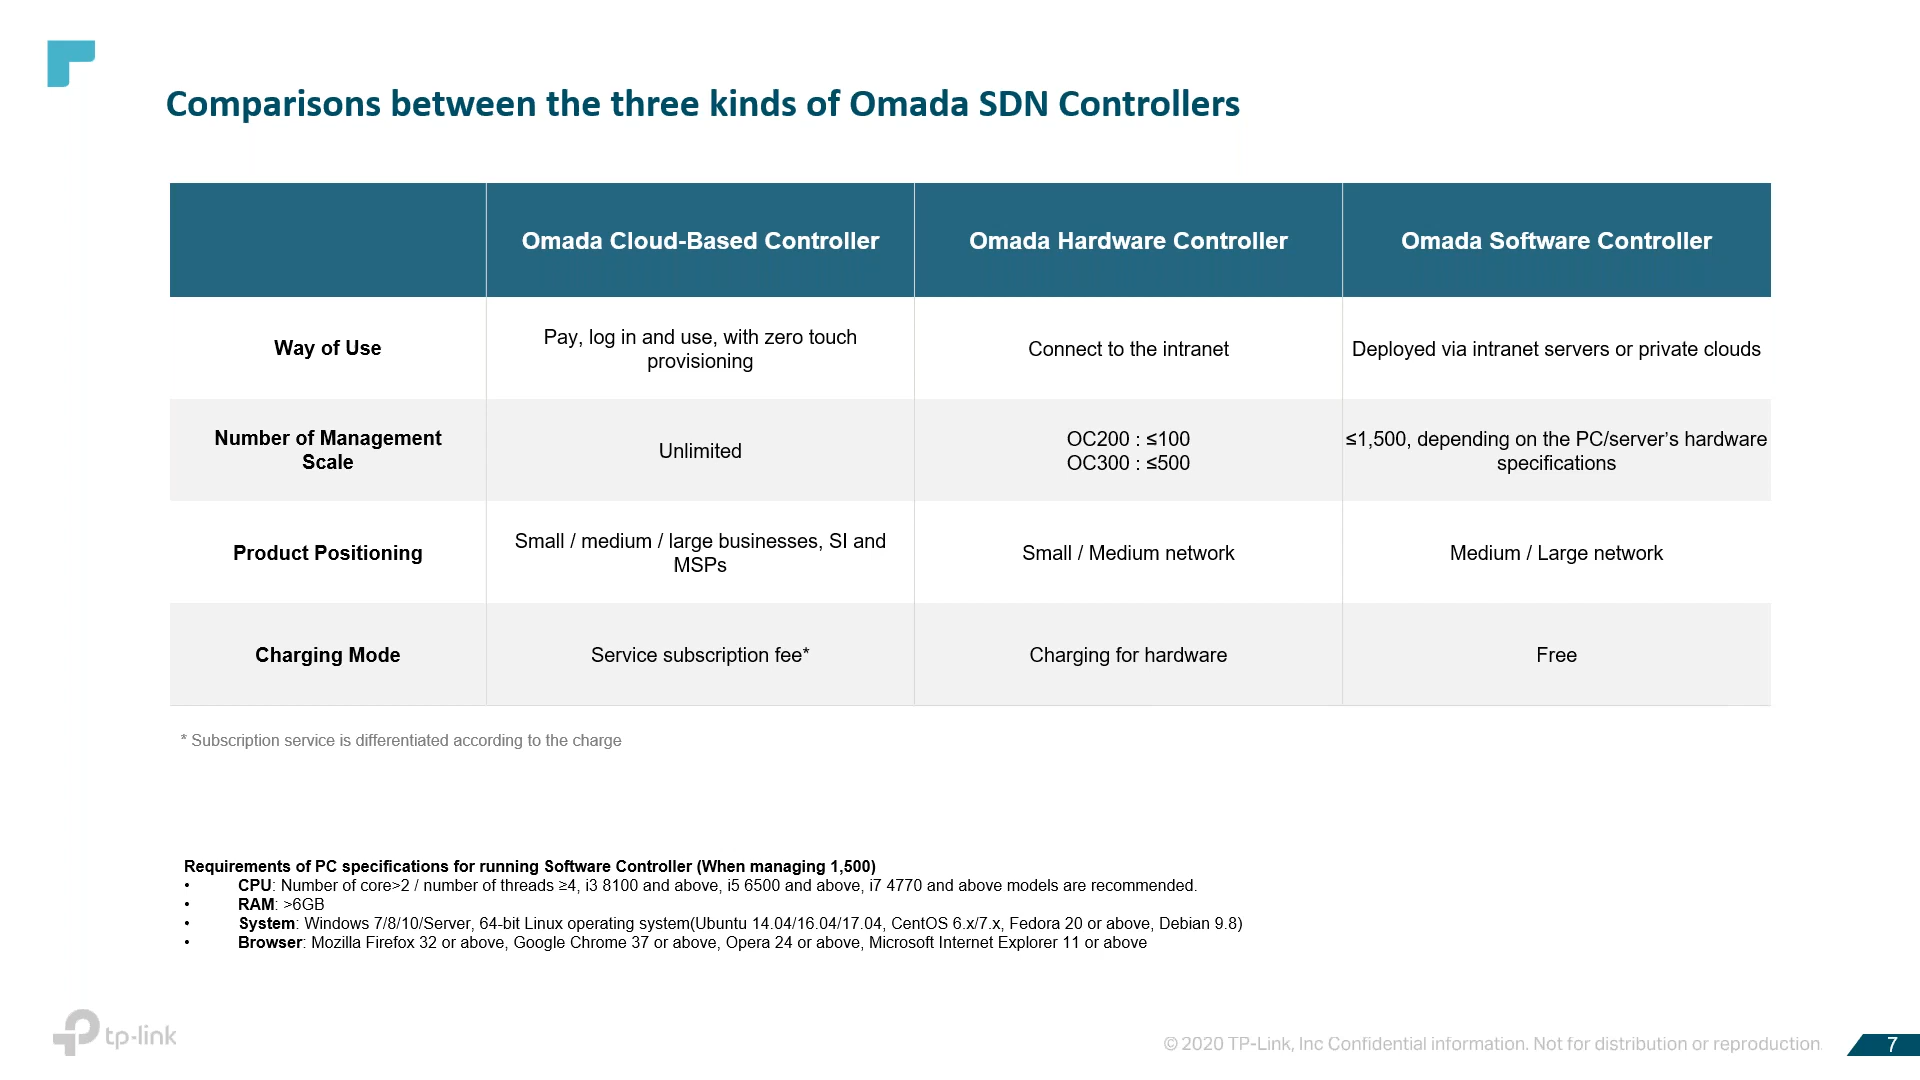 Comparisons between the three kinds of Omada SDN Controllers
Omada Cloud-Based Controller
Omada Hardware Controller
Omada Software Controller
Way of Use
Pay, log in and use, with zero touch
provisioning
Connect to the intranet
Deployed via intranet servers or private clouds
Number of Management
Scale
Unlimited
OC200 : ≤100
OC300 : ≤500
≤1,500, depending on the PC/server’s hardware
specifications
Product Positioning
Small / medium / large businesses, SI and
MSPs
Small / Medium network
Medium / Large network
Charging Mode
Service subscription fee*
Charging for hardware
Free
* Subscription service is differentiated according to the charge
Requirements of PC specifications for running Software Controller (When managing 1,500)
• CPU: Number of core>2 / number of threads ≥4, i3 8100 and above, i5 6500 and above, i7 4770 and above models are recommended.
• RAM: >6GB
• System: Windows 7/8/10/Server, 64-bit Linux operating system(Ubuntu 14.04/16.04/17.04, CentOS 6.x/7.x, Fedora 20 or above, Debian 9.8)
• Browser: Mozilla Firefox 32 or above, Google Chrome 37 or above, Opera 24 or above, Microsoft Internet Explorer 11 or above
tp-link
© 2020 TP-Link, Inc Confidential information. Not for distribution or reproduction.
7